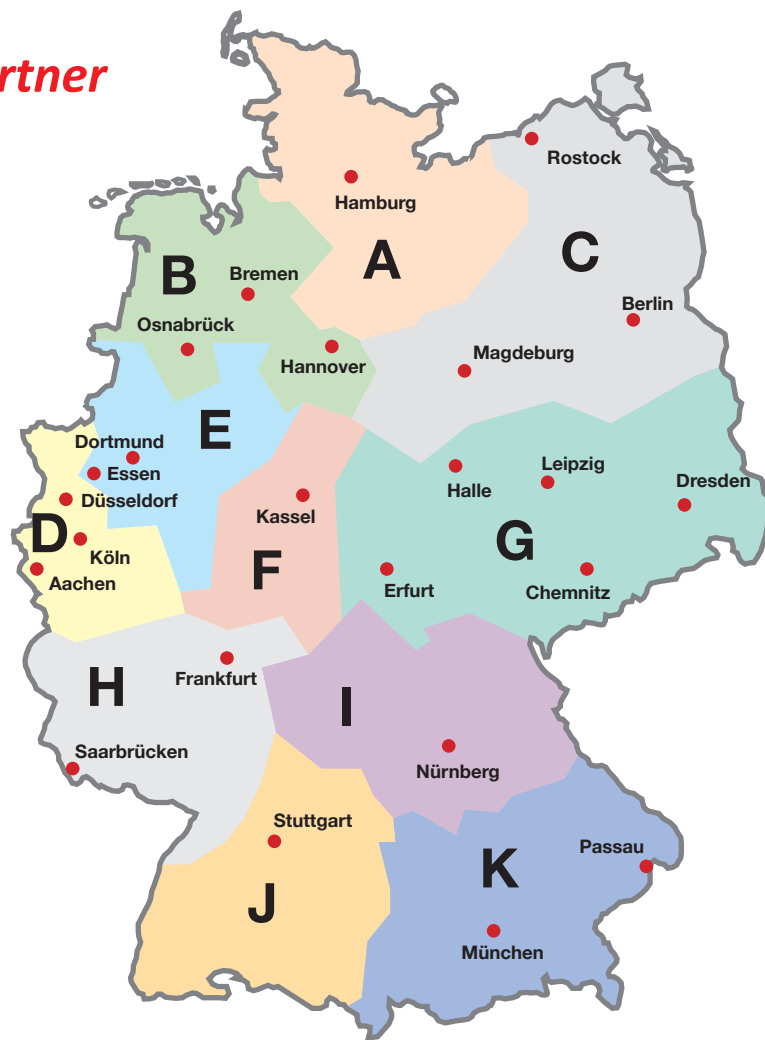 rtner
Rostock
Hamburg
A
C
B
Bremen
Berlin
Osnabrück
Hannover
Magdeburg
E
Dortmund
Essen
Leipzig
Halle
Dresden
Düsseldorf
Kassel
D
G
Köln
F
Aachen
Erfurt
Chemnitz
H
Frankfurt
I
Saarbrücken
Nürnberg
Stuttgart
Passau
K
J
München